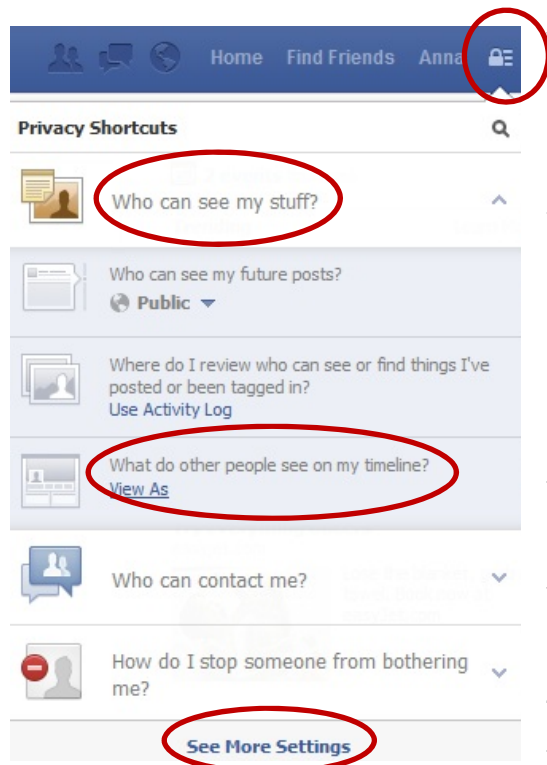 Home Find Friends Anna
Privacy Shortcuts
Who can see my stuff?
Who can see my future posts?
Public
Where do I review who can see or find things I've
posted or been tagged in?
Use Activity Log
What do other people see on my timeline?
View As
Who can contact me?
How do I stop someone from bothering
me?
See More Settings